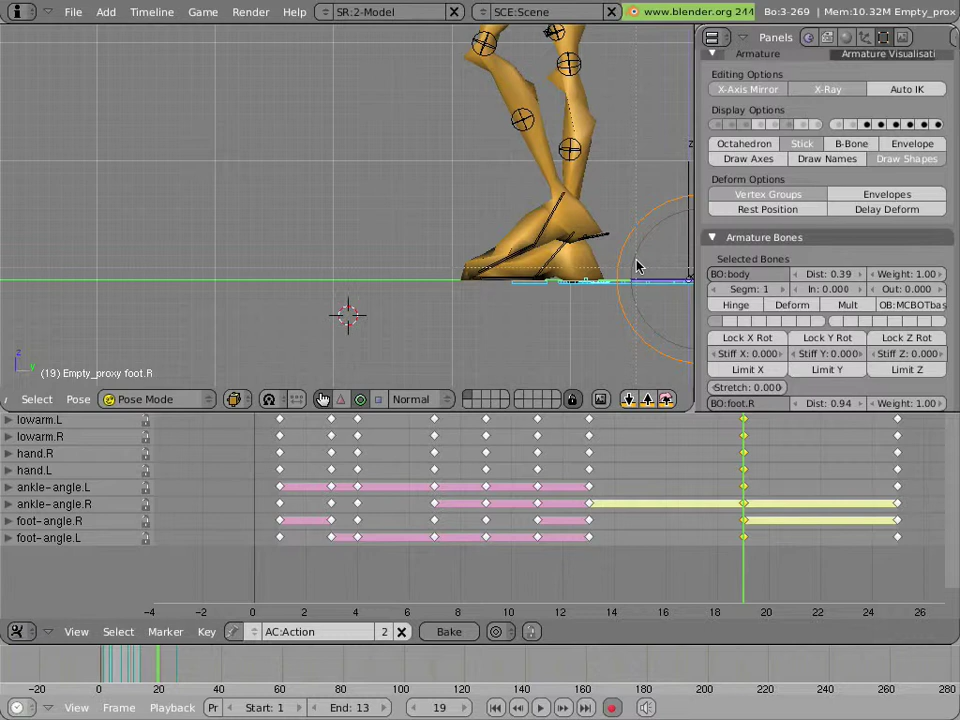 File Add Timeline Game Render Help SR:2-Model SCE:Scene www.blender.org 244 Bo:3-269 | Mem:10.32M Empty_prox
Panels
Armature Armature Visualisati
Editing Options
X-Axis Mirror X-Ray Auto IK
Display Options
Octahedron Stick B-Bone Envelope
Draw Axes Draw Names Draw Shapes
Deform Options
Vertex Groups Envelopes
Rest Position Delay Deform
Armature Bones
Selected Bones
BO:body Dist: 0.39 Weight: 1.00
Segm: 1 In: 0.000 Out: 0.000
Hinge Deform Mult OB:MCBOTbas
Lock X Rot Lock Y Rot Lock Z Rot
Stiff X: 0.000 Stiff Y: 0.000 Stiff Z: 0.000
Limit X Limit Y Limit Z
Stretch: 0.000
BO:foot.R Dist: 0.94 Weight: 1.00
z
z
y
(19) Empty_proxy foot.R
Select Pose Pose Mode Normal
lowarm.L
lowarm.R
hand.R
hand.L
ankle-angle.L
ankle-angle.R
foot-angle.R
foot-angle.L
-4 -2 0 2 4 6 8 10 12 14 16 18 20 22 24 26
View Select Marker Key AC:Action 2 Bake
-20 0 20 40 60 80 100 120 140 160 180 200 220 240 260 280
View Frame Playback Pr Start: 1 End: 13 19